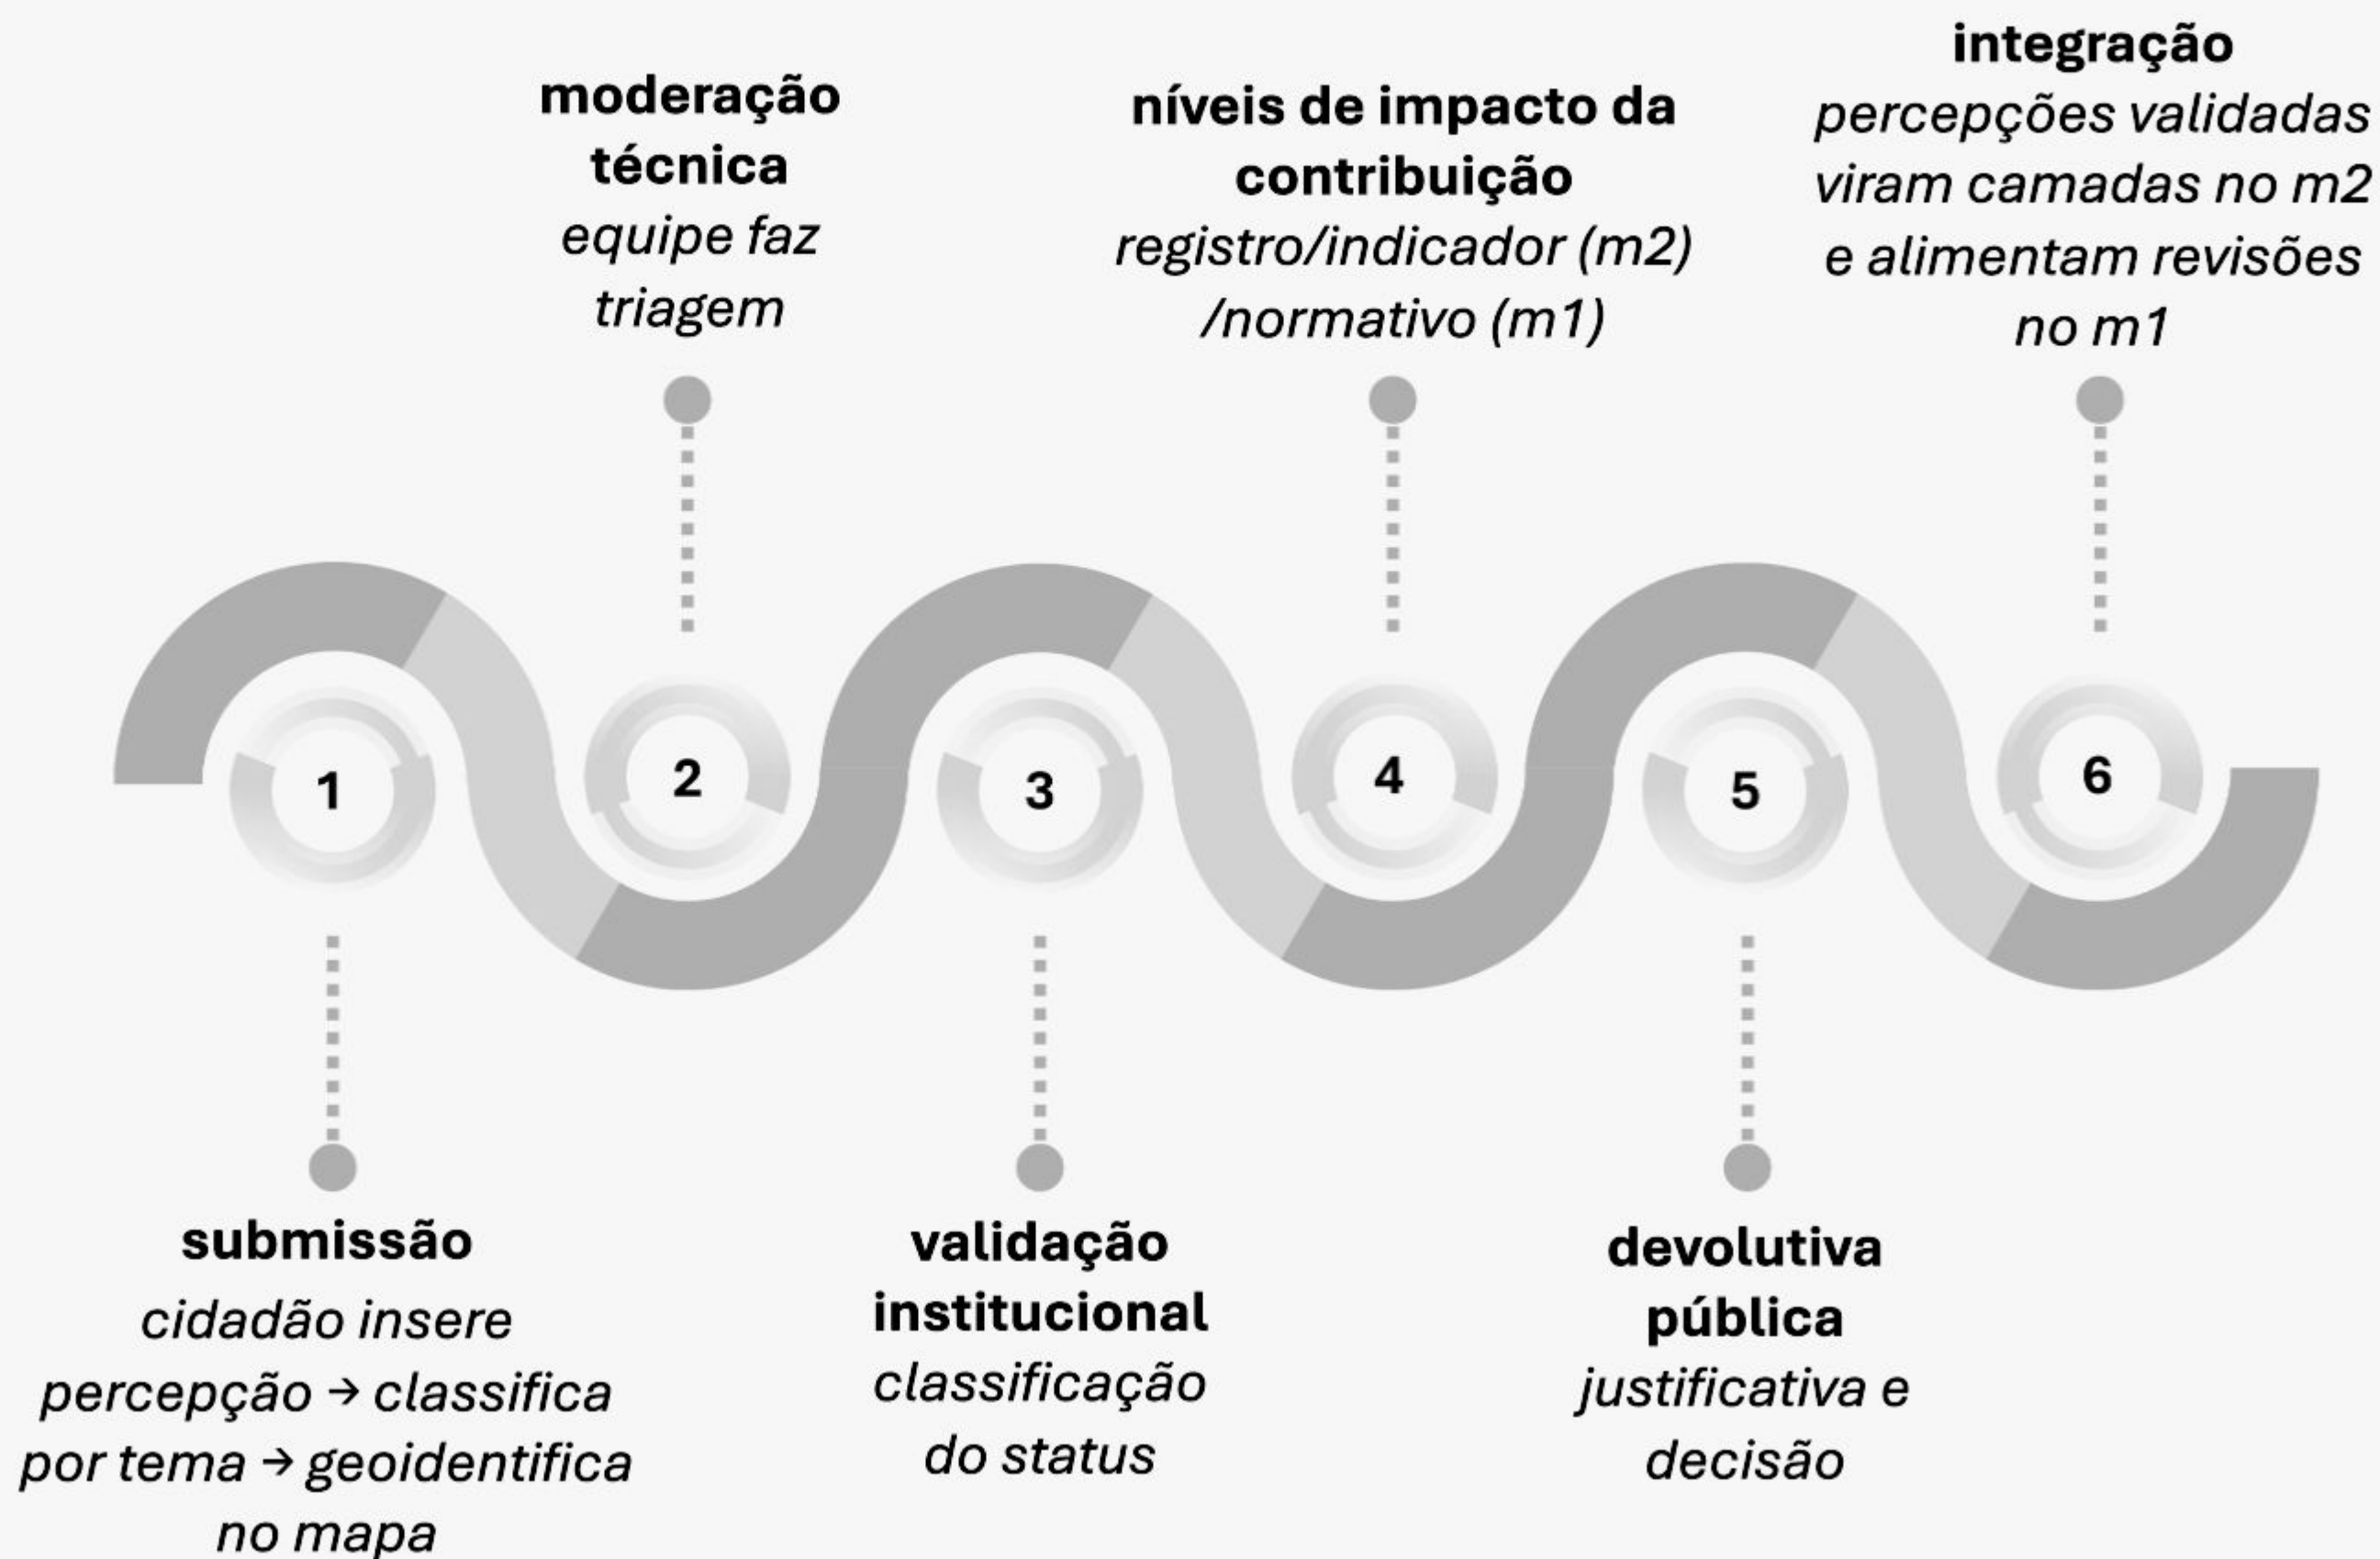 submissão
cidadão insere
percepção → classifica
por tema → geoidentifica
no mapa
1
moderação
técnica
equipe faz
triagem
2
validação
institucional
classificação
do status
3
níveis de impacto da
contribuição
registro/indicador (m2)
/normativo (m1)
4
devolutiva
pública
justificativa e
decisão
5
integração
percepções validadas
viram camadas no m2
e alimentam revisões
no m1
6